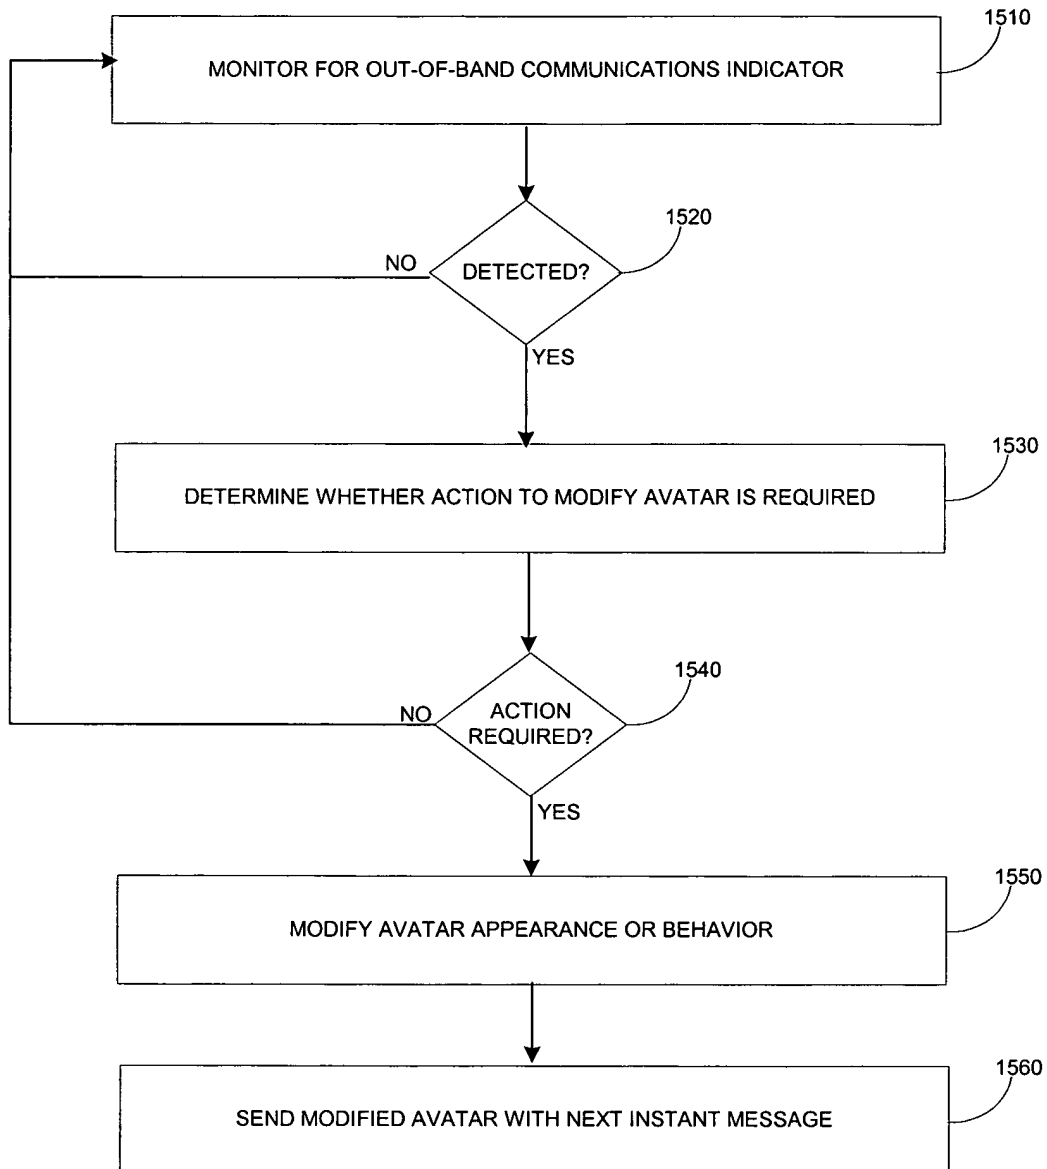 1510
MONITOR FOR OUT-OF-BAND COMMUNICATIONS INDICATOR
1520
NO
DETECTED?
YES
1530
DETERMINE WHETHER ACTION TO MODIFY AVATAR IS REQUIRED
1540
NO
ACTION
REQUIRED?
YES
1550
MODIFY AVATAR APPEARANCE OR BEHAVIOR
1560
SEND MODIFIED AVATAR WITH NEXT INSTANT MESSAGE